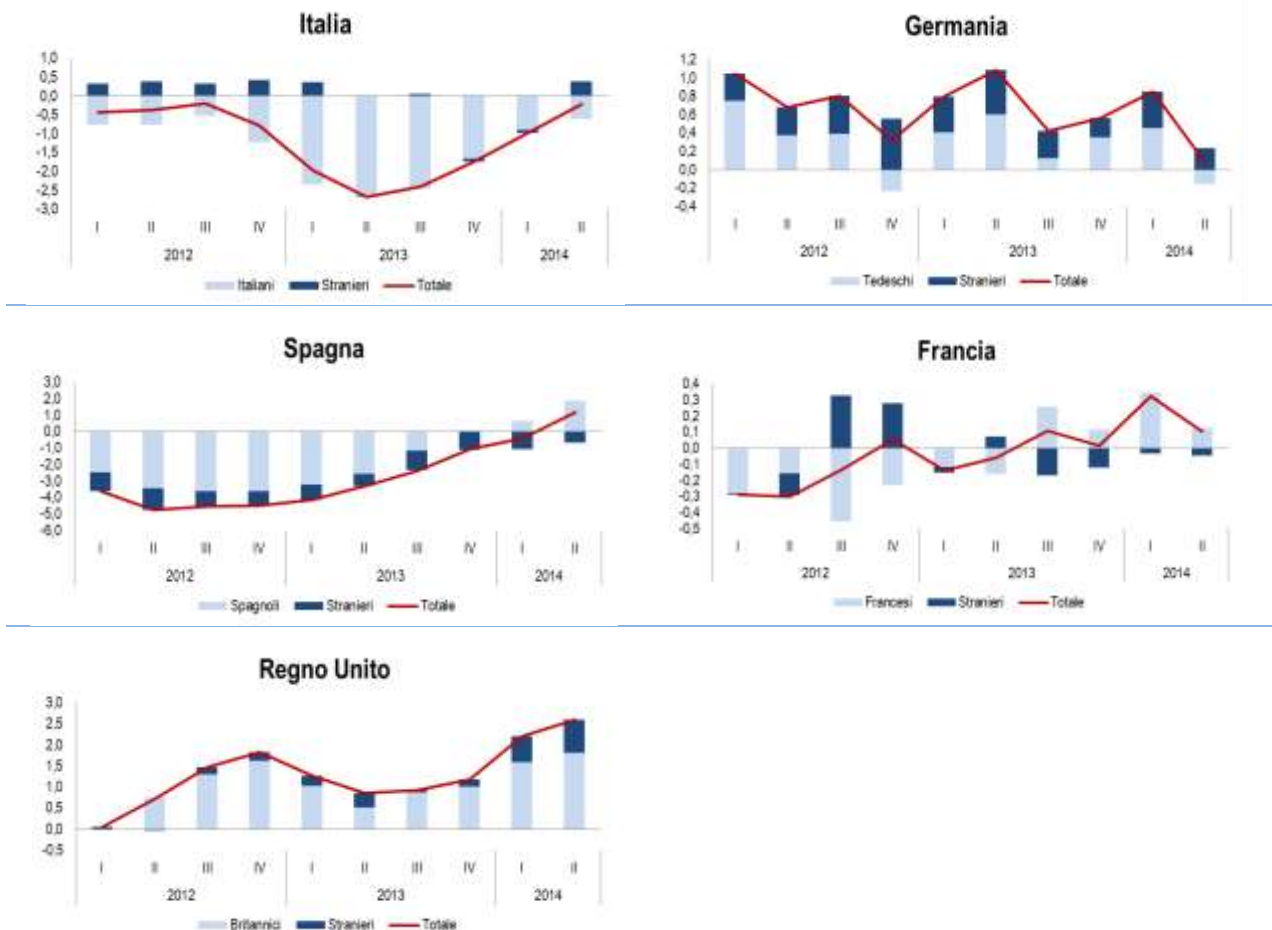 Italia
1,0
0,5
0,0
-0,5
-1,0
-1,5
-2,0
-2,5
-3,0
I II III IV I II III IV I II
2012 2013 2014
Italiani Stranieri Totale
Germania
1,2
1,0
0,8
0,6
0,4
0,2
0,0
-0,2
-0,4
I II III IV I II III IV I II
2012 2013 2014
Tedeschi Stranieri Totale
Spagna
3,0
2,0
1,0
0,0
-1,0
-2,0
-3,0
-4,0
-5,0
-6,0
I II III IV I II III IV I II
2012 2013 2014
Spagnoli Stranieri Totale
Francia
0,4
0,3
0,2
0,1
-0,1
-0,2
-0,3
-0,4
-0,5
I II III IV I II III IV I II
2012 2013 2014
Francesi Stranieri Totale
Regno Unito
3,0
2,5
2,0
1,5
1,0
0,5
0,0
-0,5
I II III IV I II III IV I II
2012 2013 2014
Britannici Stranieri Totale